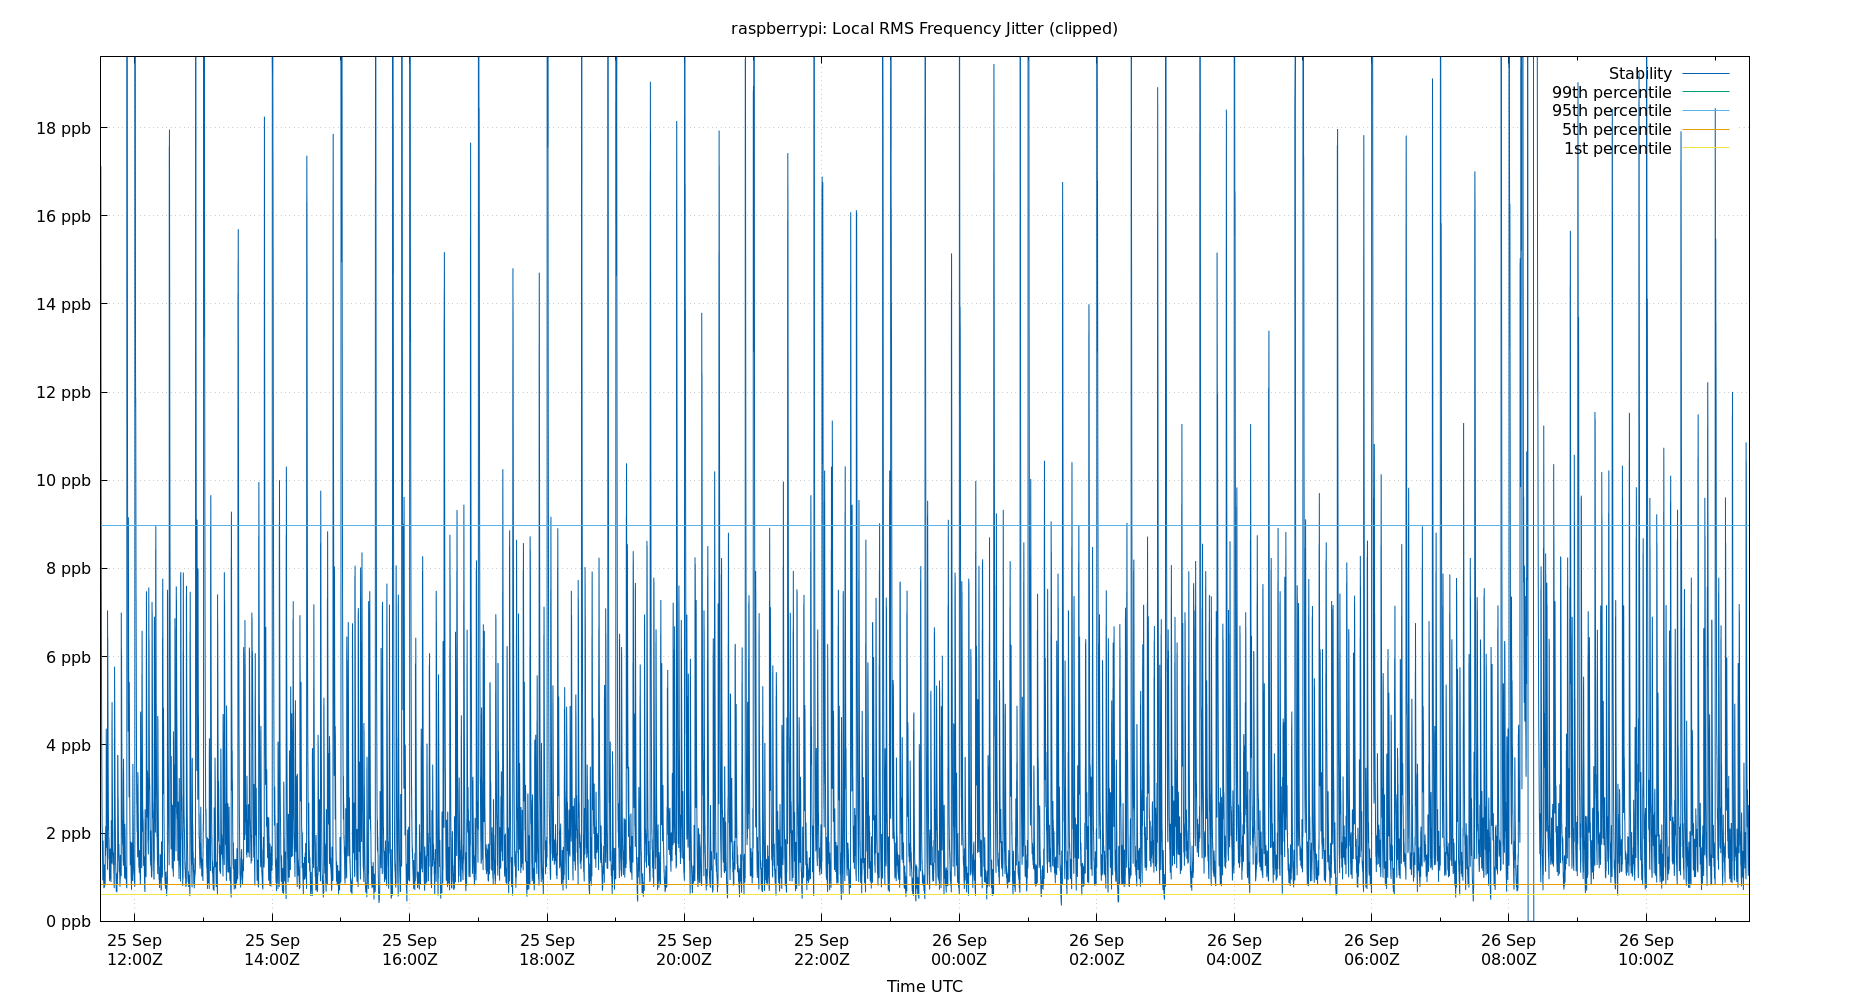 raspberrypi: Local RMS Frequency Jitter (clipped)
Stability
99th percentile
95th percentile
5th percentile
1st percentile
18 ppb
16 ppb
14 ppb
12 ppb
10 ppb
8 ppb
6 ppb
4 ppb
2 ppb
0 ppb
25 Sep 25 Sep 25 Sep 25 Sep 25 Sep 25 Sep 26 Sep 26 Sep 26 Sep 26 Sep 26 Sep 26 Sep
12:00Z 14:00Z 16:00Z 18:00Z 20:00Z 22:00Z 00:00Z 02:00Z 04:00Z 06:00Z 08:00Z 10:00Z
Time UTC